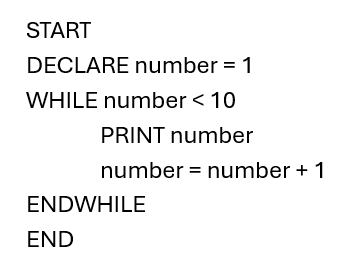 START
DECLARE number = 1
WHILE number < 10
PRINT number
number = number + 1
ENDWHILE
END